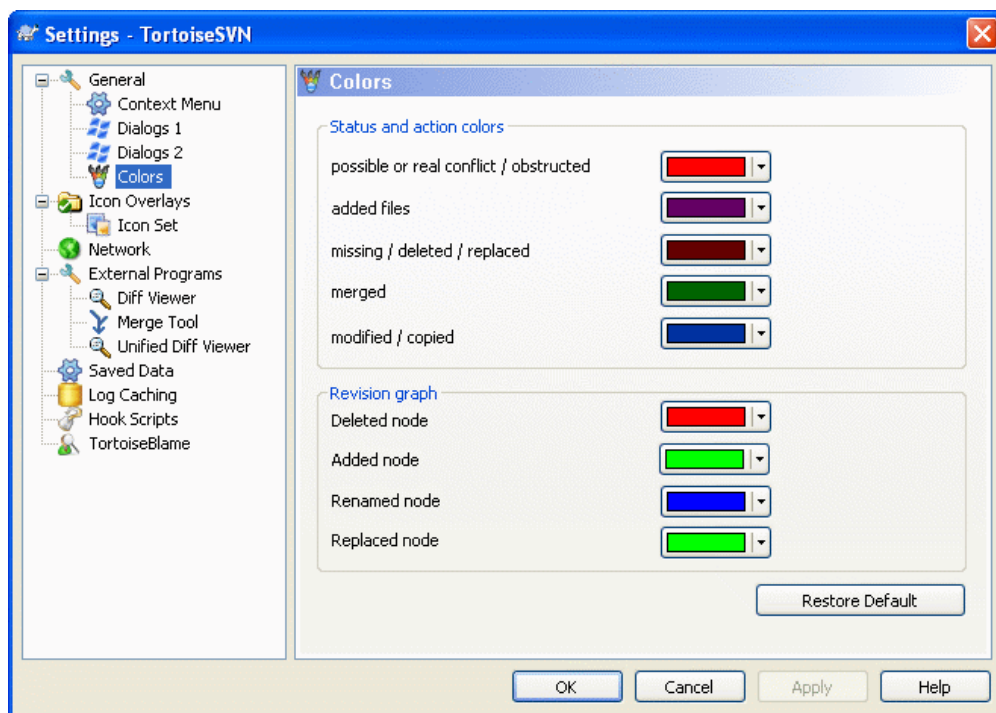 Settings - TortoiseSVN
General
Context Menu
Dialogs 1
Dialogs 2
Colors
Icon Overlays
Icon Set
Network
External Programs
Diff Viewer
Merge Tool
Unified Diff Viewer
Saved Data
Log Caching
Hook Scripts
TortoiseBlame
Colors
Status and action colors
possible or real conflict / obstructed
added files
missing / deleted / replaced
merged
modified / copied
Revision graph
Deleted node
Added node
Renamed node
Replaced node
Restore Default
OK
Cancel
Apply
Help